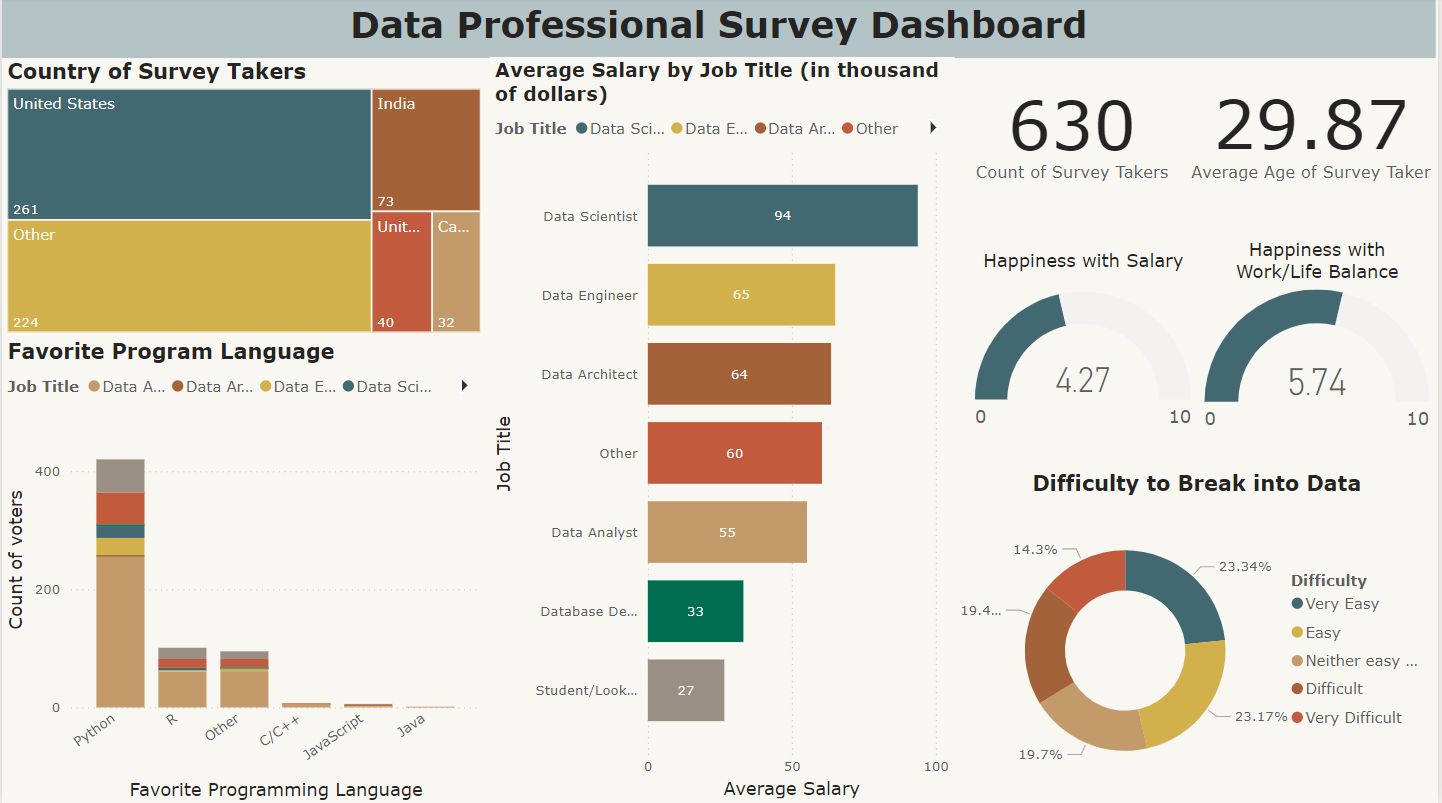 Data Professional Survey Dashboard
Country of Survey Takers
United States
261
Other
224
India
73
Unit...
40
Ca...
32
Favorite Program Language
Job Title Data A... Data Ar... Data E... Data Sci...
Count of voters
400
200
0
Python
R
Other
C/C++
JavaScript
Java
Favorite Programming Language
Average Salary by Job Title (in thousand
of dollars)
Job Title Data Sci... Data E... Data Ar... Other
Job Title
Data Scientist 94
Data Engineer 65
Data Architect 64
Other 60
Data Analyst 55
Database De... 33
Student/Look... 27
0 50 100
Average Salary
630
Count of Survey Takers
29.87
Average Age of Survey Taker
Happiness with Salary
4.27
0 10
Happiness with
Work/Life Balance
5.74
0 10
Difficulty to Break into Data
14.3%
23.34%
19.4...
23.17%
19.7%
Difficulty
Very Easy
Easy
Neither easy ...
Difficult
Very Difficult